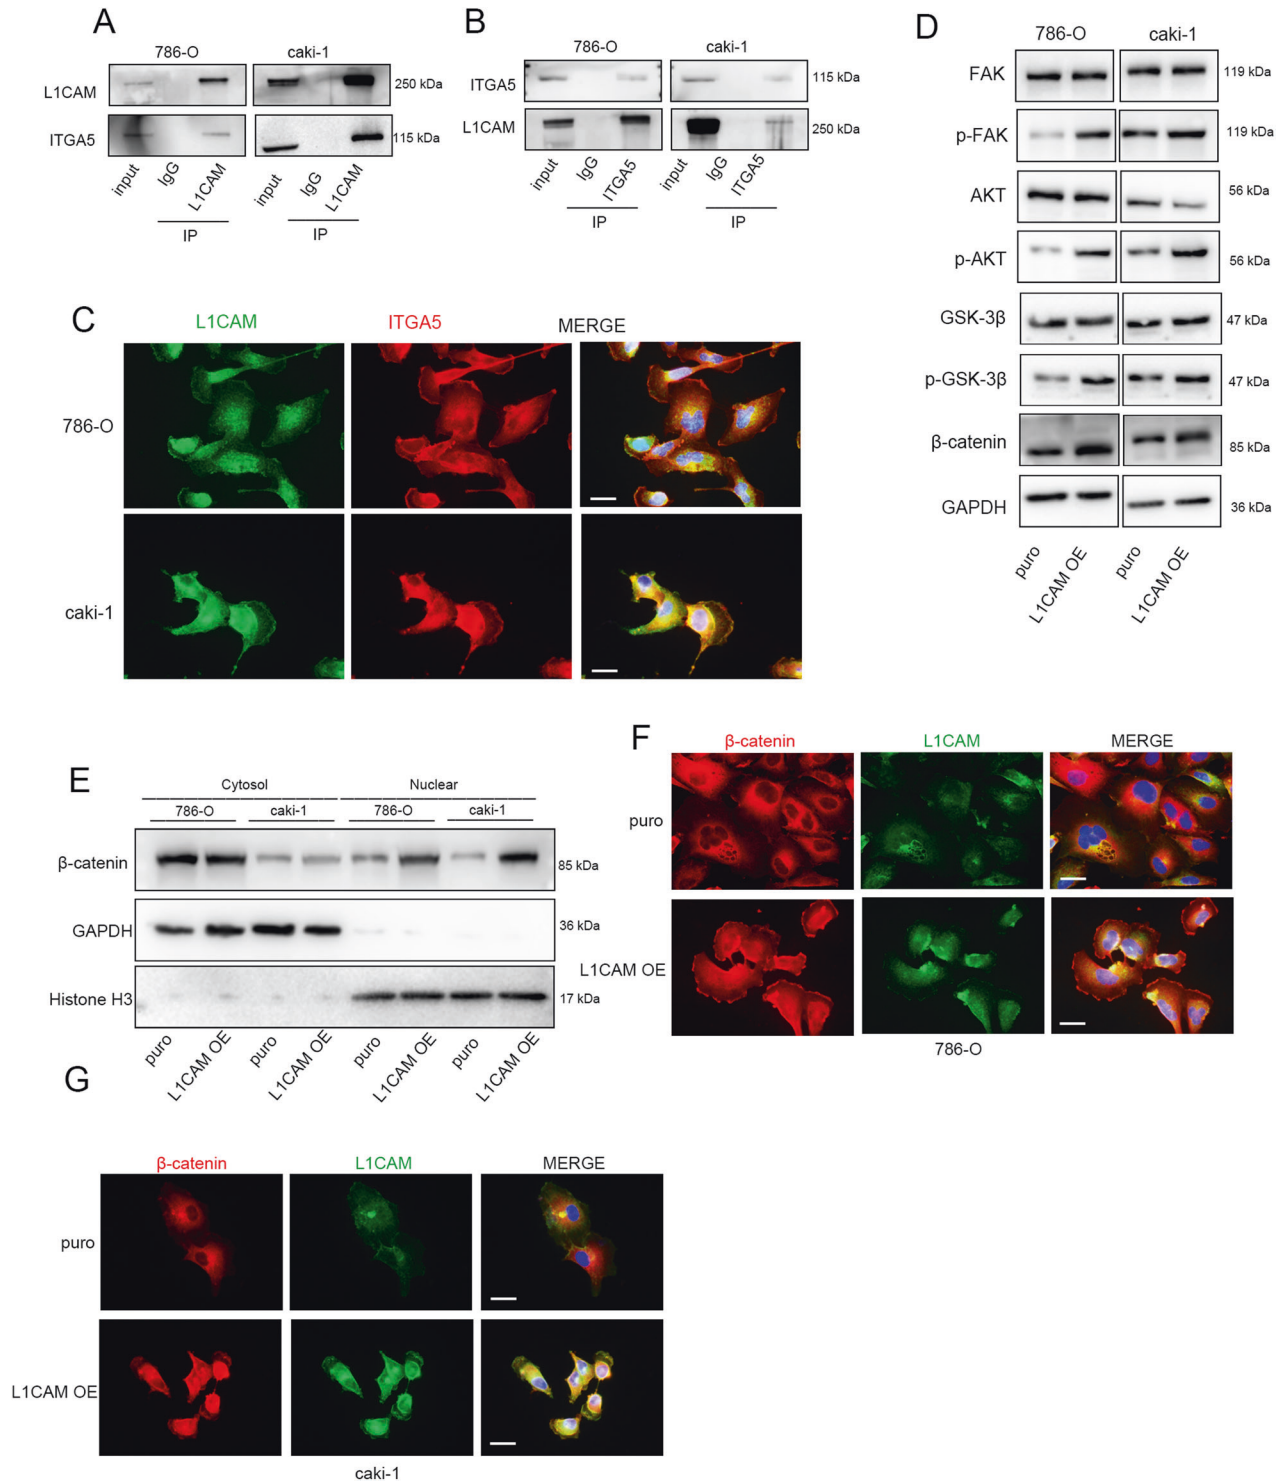 A
786-O
caki-1
L1CAM
250 kDa
ITGA5
115 kDa
input
IgG
L1CAM
input
IgG
L1CAM
IP
IP
B
786-O
caki-1
ITGA5
115 kDa
L1CAM
250 kDa
input
IgG
ITGA5
input
IgG
ITGA5
IP
IP
C
L1CAM
ITGA5
MERGE
786-O
caki-1
D
786-O
caki-1
FAK
119 kDa
p-FAK
119 kDa
AKT
56 kDa
p-AKT
56 kDa
GSK-3β
47 kDa
p-GSK-3β
47 kDa
β-catenin
85 kDa
GAPDH
36 kDa
puro
L1CAM OE
puro
L1CAM OE
E
Cytosol
Nuclear
786-O
caki-1
786-O
caki-1
β-catenin
85 kDa
GAPDH
36 kDa
Histone H3
17 kDa
puro
L1CAM OE
puro
L1CAM OE
puro
L1CAM OE
puro
L1CAM OE
F
β-catenin
L1CAM
MERGE
puro
L1CAM OE
786-O
G
β-catenin
L1CAM
MERGE
puro
L1CAM OE
caki-1